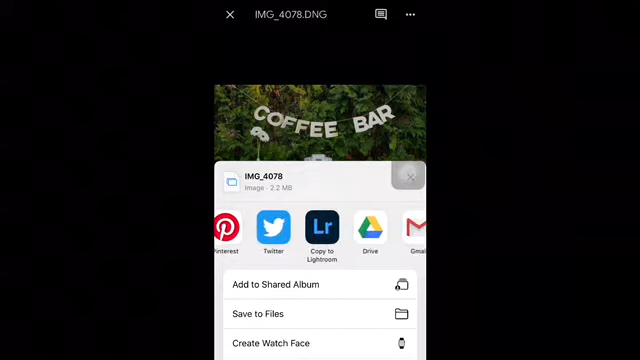 IMG_4078.DNG
COFFEE BAR
IMG_4078
Image · 2.2 MB
Lr
Pinterest
Twitter
Copy to
Lightroom
Drive
Gmai
Add to Shared Album
Save to Files
Create Watch Face